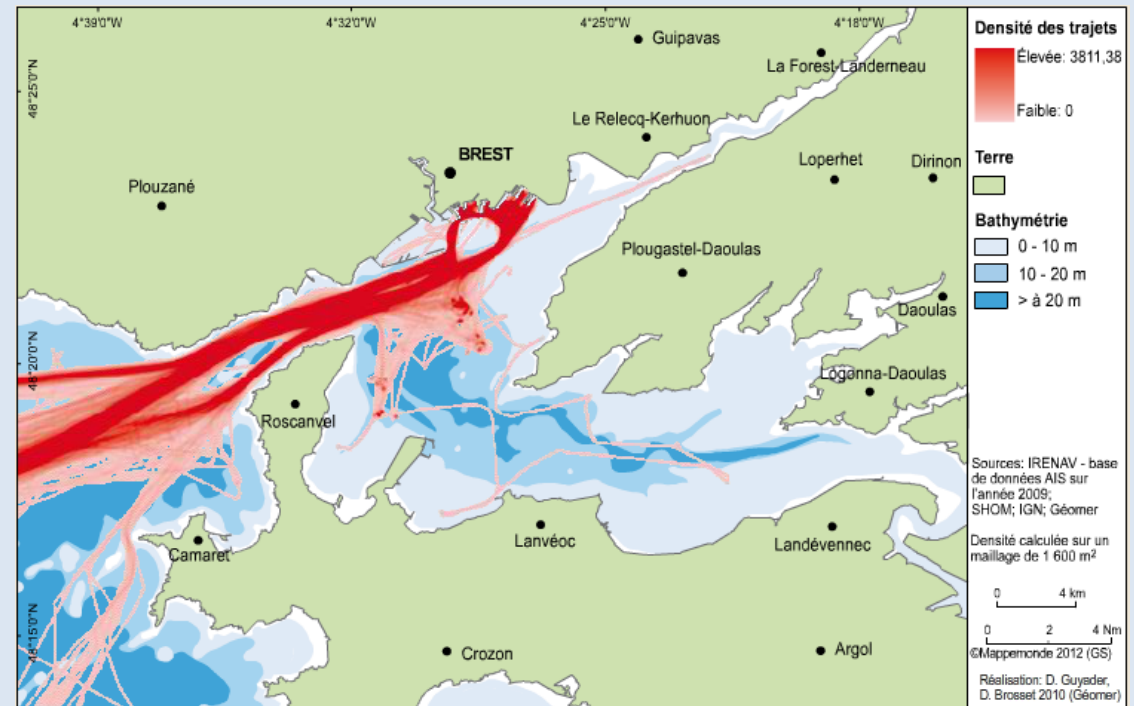 4°39'0"W
4°32'0"W
4°25'0"W
4°18'0"W
48°25'0"N
48°20'0"N
48°15'0"N
Guipavas
La Forest-Landerneau
Le Relecq-Kerhuon
BREST
Loperhet
Dirinon
Plouzané
Plougastel-Daoulas
Daoulas
Logonna-Daoulas
Roscanvel
Camaret
Lanvéoc
Landévennec
Crozon
Argol
Densité des trajets
Élevée: 3811,38
Faible: 0
Terre
Bathymétrie
0 - 10 m
10 - 20 m
> à 20 m
Sources: IRENAV - base
de données AIS sur
l'année 2009;
SHOM; IGN; Géomer
Densité calculée sur un
maillage de 1 600 m²
0 4 km
0 2 4 Nm
©Mappemonde 2012 (GS)
Réalisation: D. Guyader,
D. Brosset 2010 (Géomer)